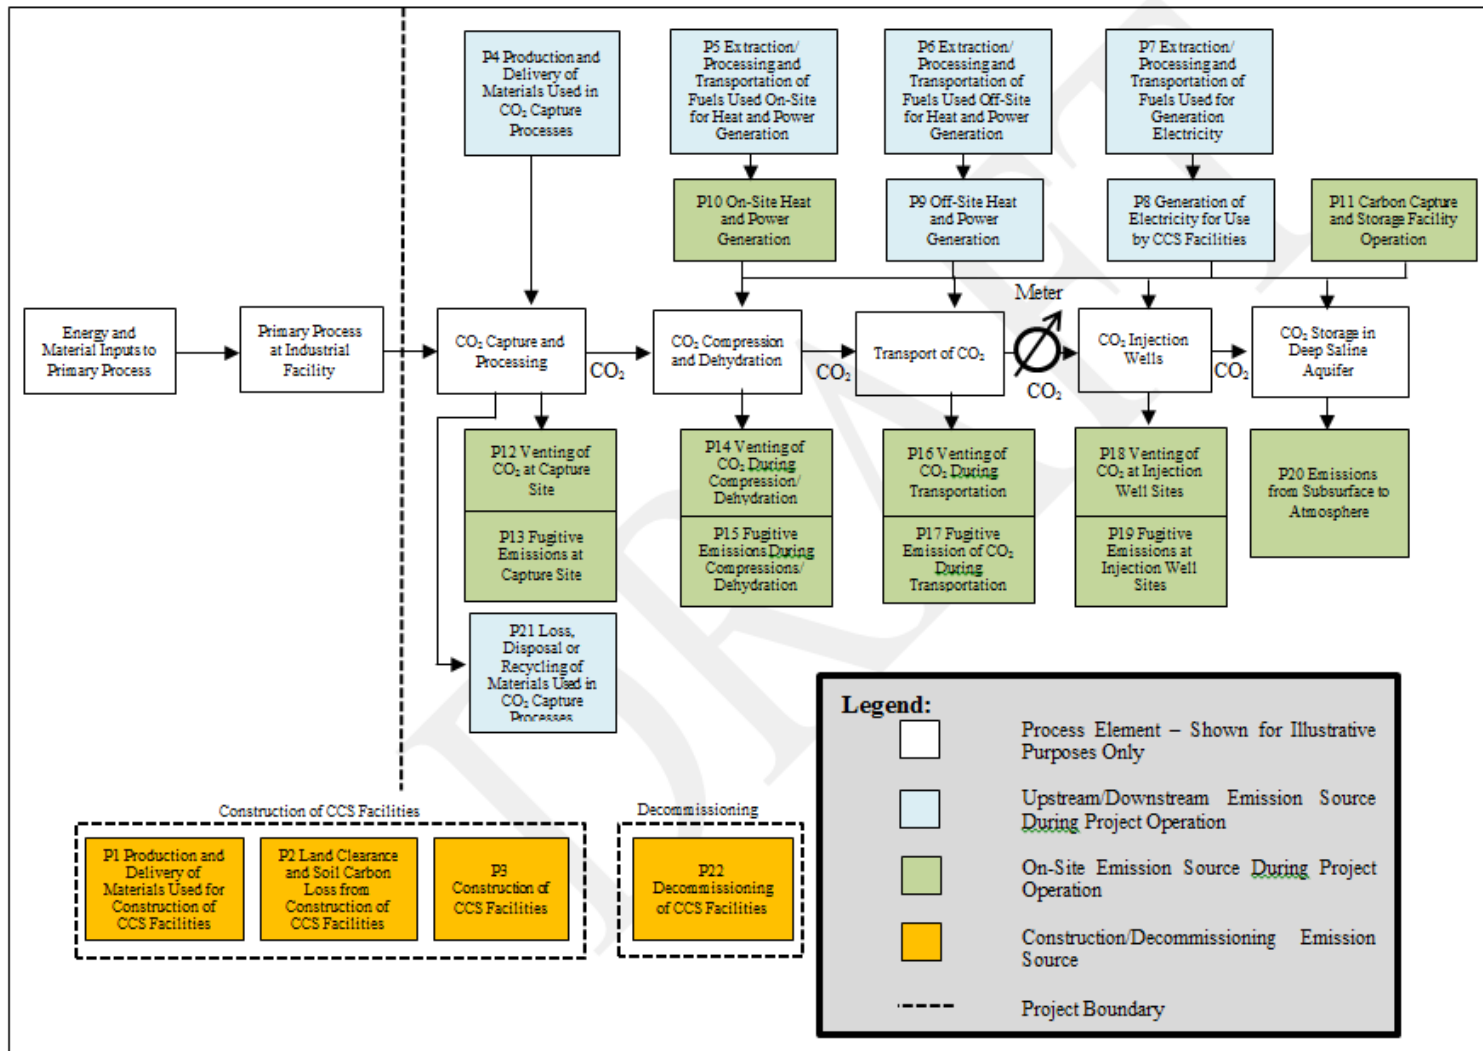 P4 Production and
Delivery of
Materials Used in
CO₂ Capture
Processes
P5 Extraction/
Processing and
Transportation of
Fuels Used On-Site
for Heat and Power
Generation
P6 Extraction/
Processing and
Transportation of
Fuels Used Off-Site
for Heat and Power
Generation
P7 Extraction/
Processing and
Transportation of
Fuels Used for
Generation
Electricity
P10 On-Site Heat
and Power
Generation
P9 Off-Site Heat
and Power
Generation
P8 Generation of
Electricity for Use
by CCS Facilities
P11 Carbon Capture
and Storage Facility
Operation
Meter
Energy and
Material Inputs to
Primary Process
Primary Process
at Industrial
Facility
CO₂ Capture and
Processing
CO₂
CO₂ Compression
and Dehydration
CO₂
Transport of CO₂
CO₂
CO₂ Injection
Wells
CO₂
CO₂ Storage in
Deep Saline
Aquifer
P12 Venting of
CO₂ at Capture
Site
P13 Fugitive
Emissions at
Capture Site
P14 Venting of
CO₂ During
Compression/
Dehydration
P15 Fugitive
Emissions During
Compressions/
Dehydration
P16 Venting of
CO₂ During
Transportation
P17 Fugitive
Emission of CO₂
During
Transportation
P18 Venting of
CO₂ at Injection
Well Sites
P19 Fugitive
Emissions at
Injection Well
Sites
P20 Emissions
from Subsurface to
Atmosphere
P21 Loss,
Disposal or
Recycling of
Materials Used in
CO₂ Capture
Processes
Construction of CCS Facilities
P1 Production and
Delivery of
Materials Used for
Construction of
CCS Facilities
P2 Land Clearance
and Soil Carbon
Loss from
Construction of
CCS Facilities
P3
Construction of
CCS Facilities
Decommissioning
P22
Decommissioning
of CCS Facilities
Legend:
Process Element – Shown for Illustrative
Purposes Only
Upstream/Downstream Emission Source
During Project Operation
On-Site Emission Source During Project
Operation
Construction/Decommissioning Emission
Source
Project Boundary
DRAFT